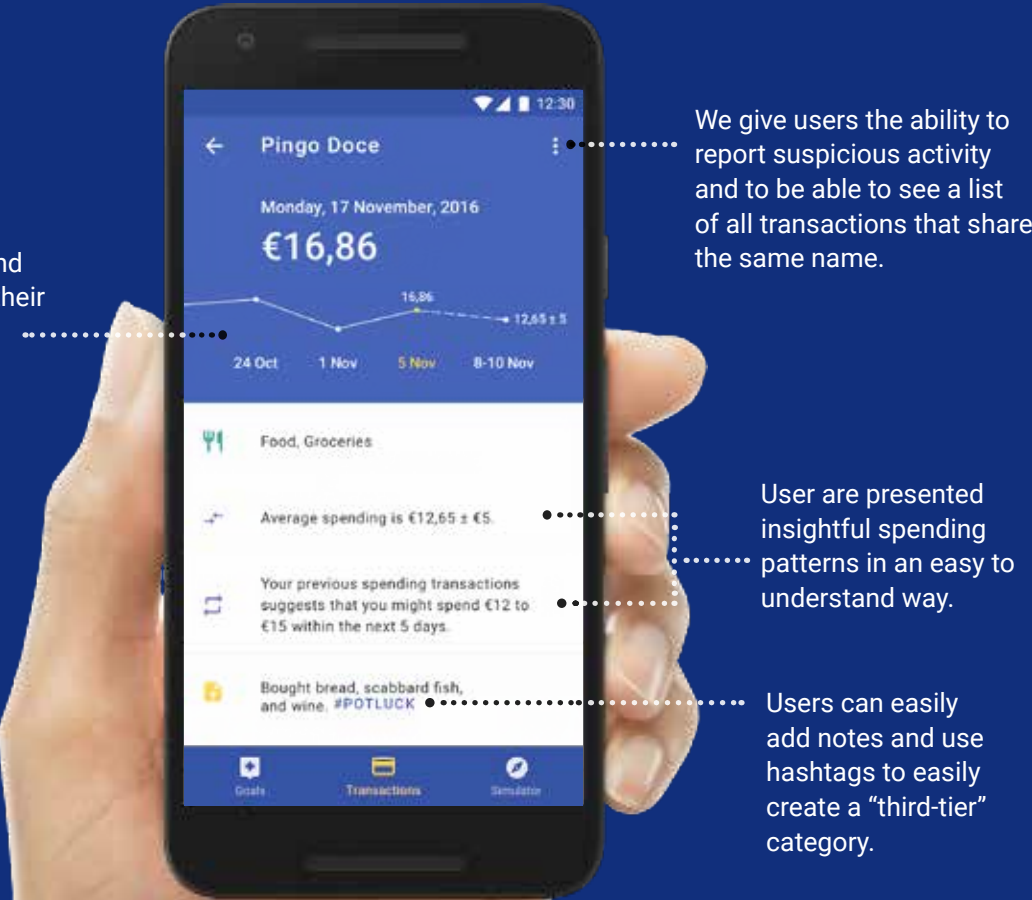 12:30
Pingo Doce
Monday, 17 November, 2016
€16,86
16,86
12,65 ± 5
24 Oct 1 Nov 5 Nov 8-10 Nov
Food, Groceries
Average spending is €12,65 ± €5.
Your previous spending transactions
suggests that you might spend €12 to
€15 within the next 5 days.
Bought bread, scabbard fish,
and wine. #POTLUCK
Goals Transactions Simulator
nd
heir
We give users the ability to
report suspicious activity
and to be able to see a list
of all transactions that share
the same name.
User are presented
insightful spending
patterns in an easy to
understand way.
Users can easily
add notes and use
hashtags to easily
create a “third-tier”
category.